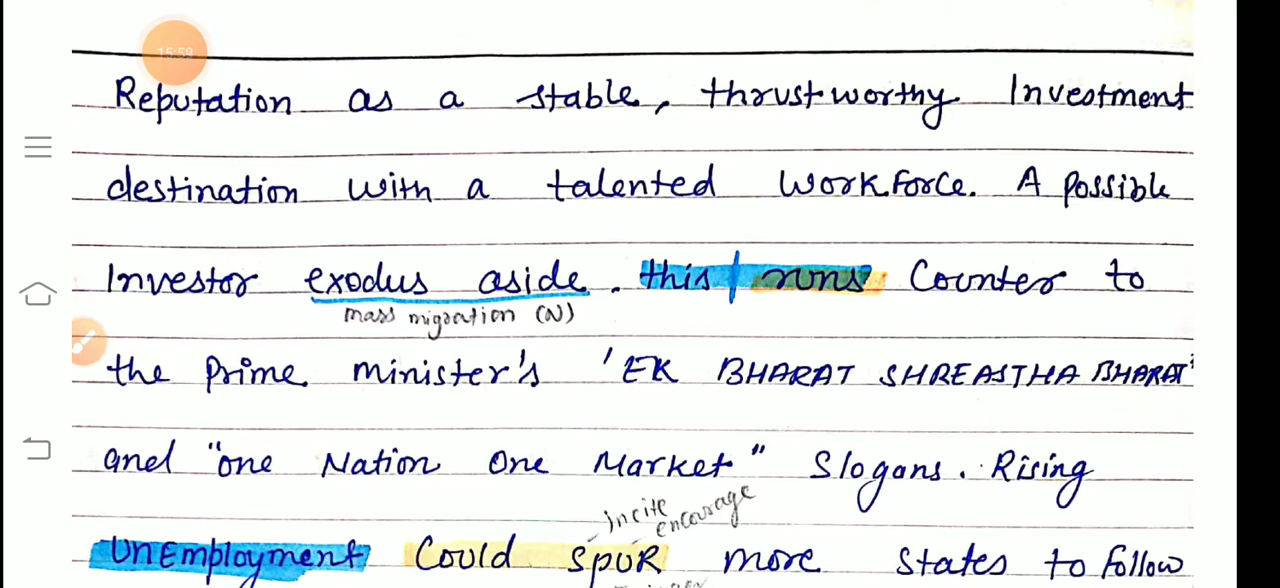 15:59
Reputation as a stable, thrustworthy Investment
destination with a talented workforce. A possible
Investor exodus aside. this runs Counter to
mass migration (N)
the prime minister's 'EK BHARAT SHREASTHA BHARAT'
and "one Nation One Market" Slogans. Rising
incite
encourage
UnEmployment Could SPUR more states to follow